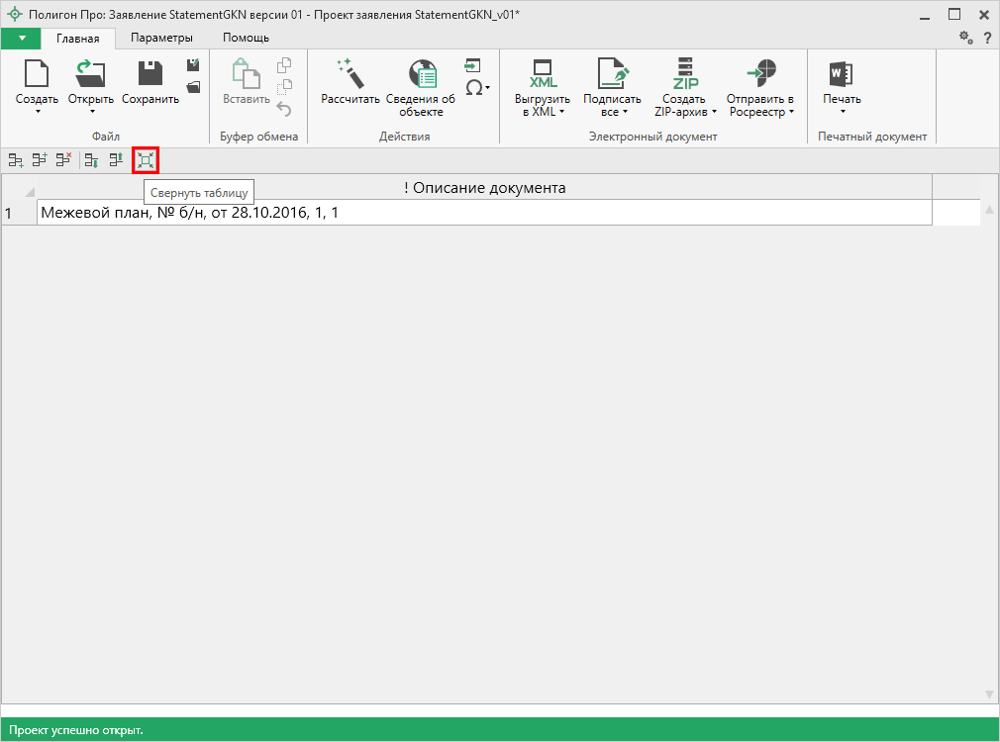 Полигон Про: Заявление StatementGKN версии 01 - Проект заявления StatementGKN_v01*
Главная Параметры Помощь ?
Создать Открыть Сохранить Вставить Рассчитать Сведения об объекте XML Выгрузить в XML Подписать все ZIP Создать ZIP-архив Отправить в Росреестр W Печать
Файл Буфер обмена Действия Электронный документ Печатный документ
Свернуть таблицу
! Описание документа
1 Межевой план, № б/н, от 28.10.2016, 1, 1
Проект успешно открыт.